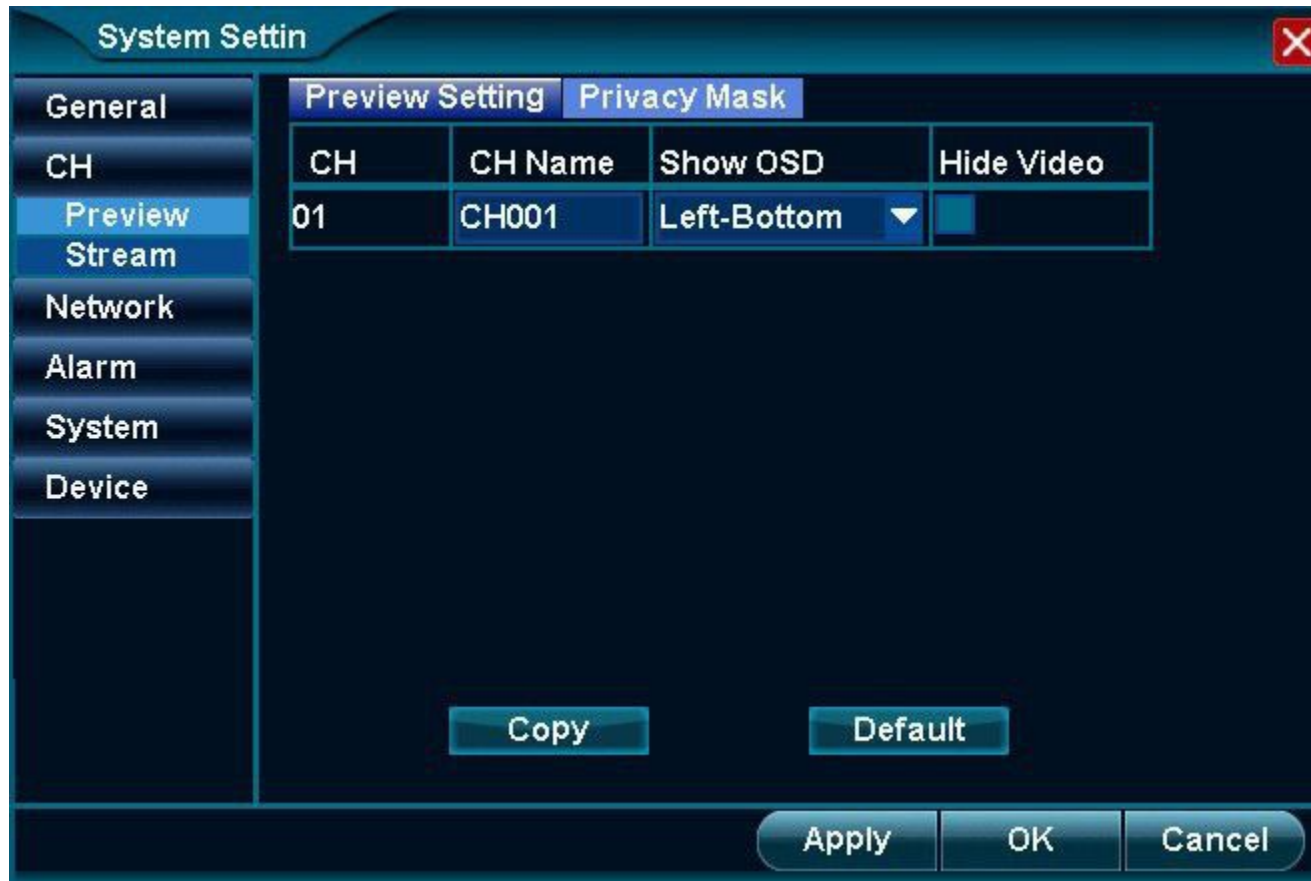 System Settin
General
CH
Preview
Stream
Network
Alarm
System
Device
Preview Setting Privacy Mask
CH CH Name Show OSD Hide Video
01 CH001 Left-Bottom
Copy Default
Apply OK Cancel